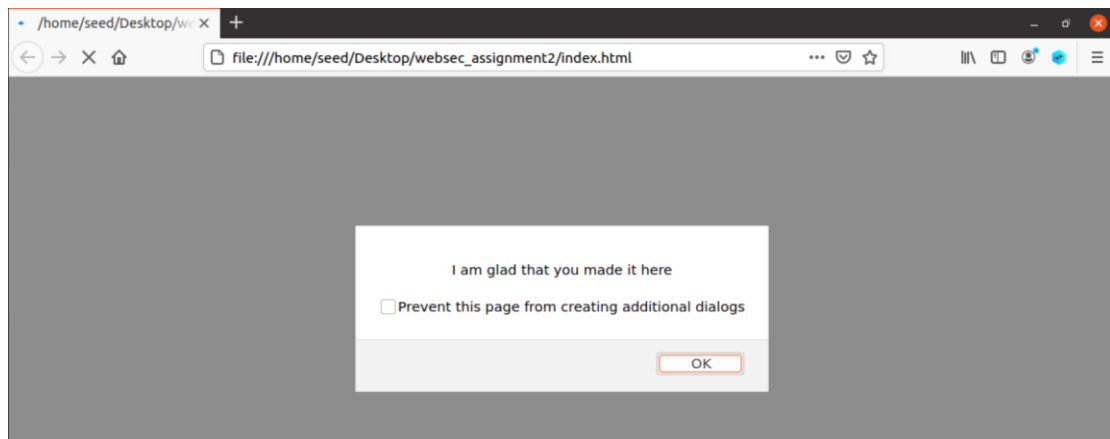 /home/seed/Desktop/we
file:///home/seed/Desktop/websec_assignment2/index.html
I am glad that you made it here
Prevent this page from creating additional dialogs
OK